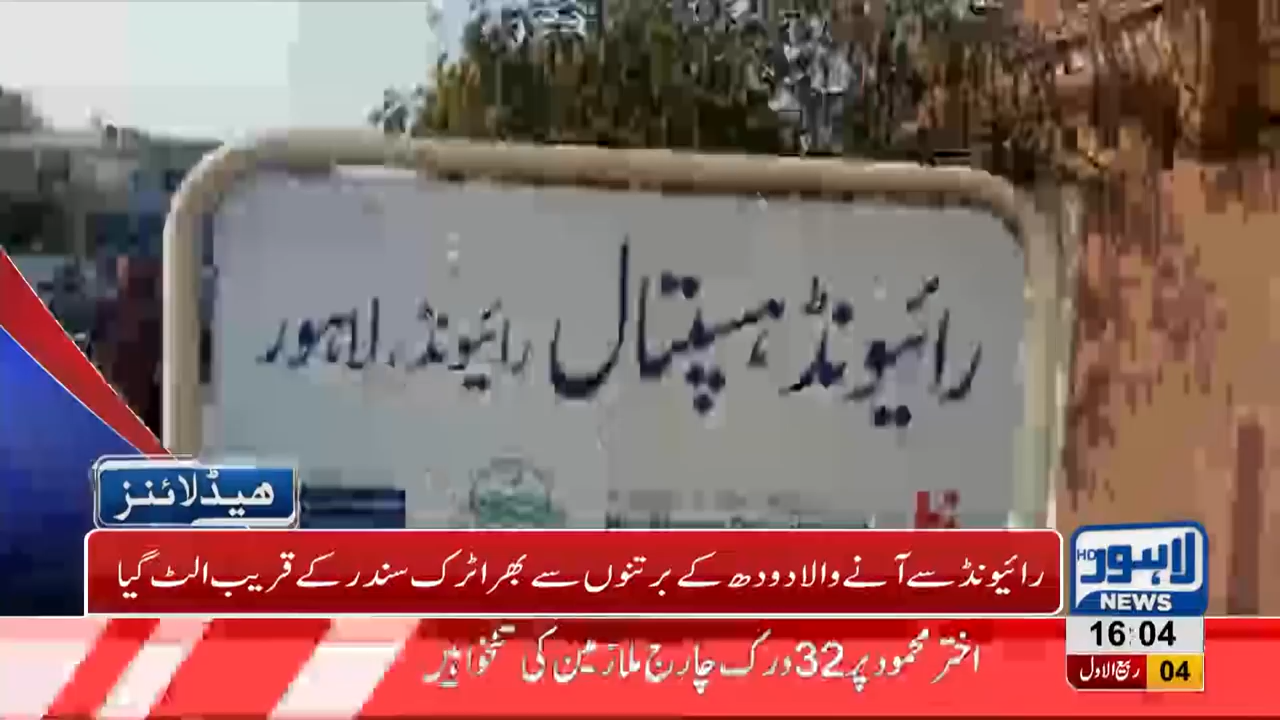 رائیونڈ ہسپتال رائیونڈ، لاہور
ھیڈلائنز
رائیونڈ سے آنے والا دودھ کے برتنوں سے بھرا ٹرک سندر کے قریب الٹ گیا
HD لاہور
NEWS
اختر محمود پر 32 ورک چارج ملازمین کی تنخواہیں
16:04
04 ربیع الاول